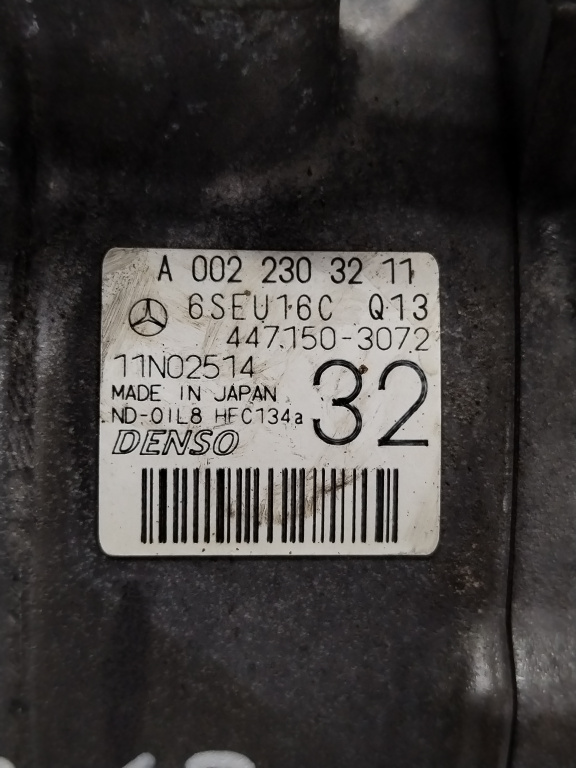 A 002 230 32 11
6SEU16C Q13
447150-3072
11N02514
32
MADE IN JAPAN
ND-OIL8 HFC134a
DENSO